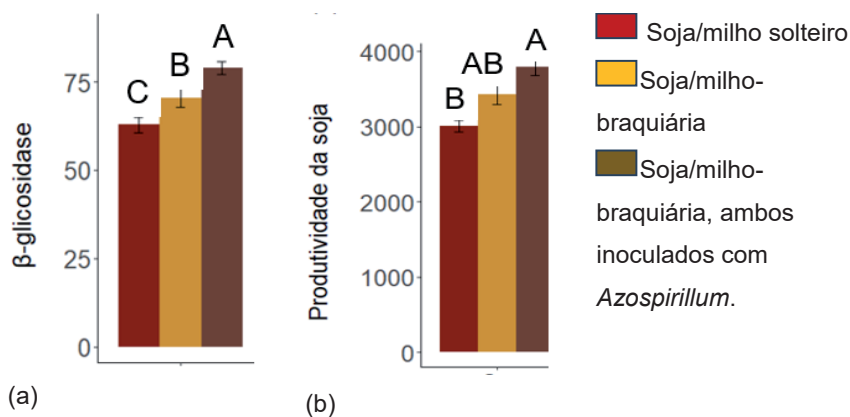 β-glicosidase
75
50
25
0
C
B
A
(a)
Produtividade da soja
4000
3000
2000
1000
0
B
AB
A
(b)
Soja/milho solteiro
Soja/milho-
braquiária
Soja/milho-
braquiária, ambos
inoculados com
Azospirillum.